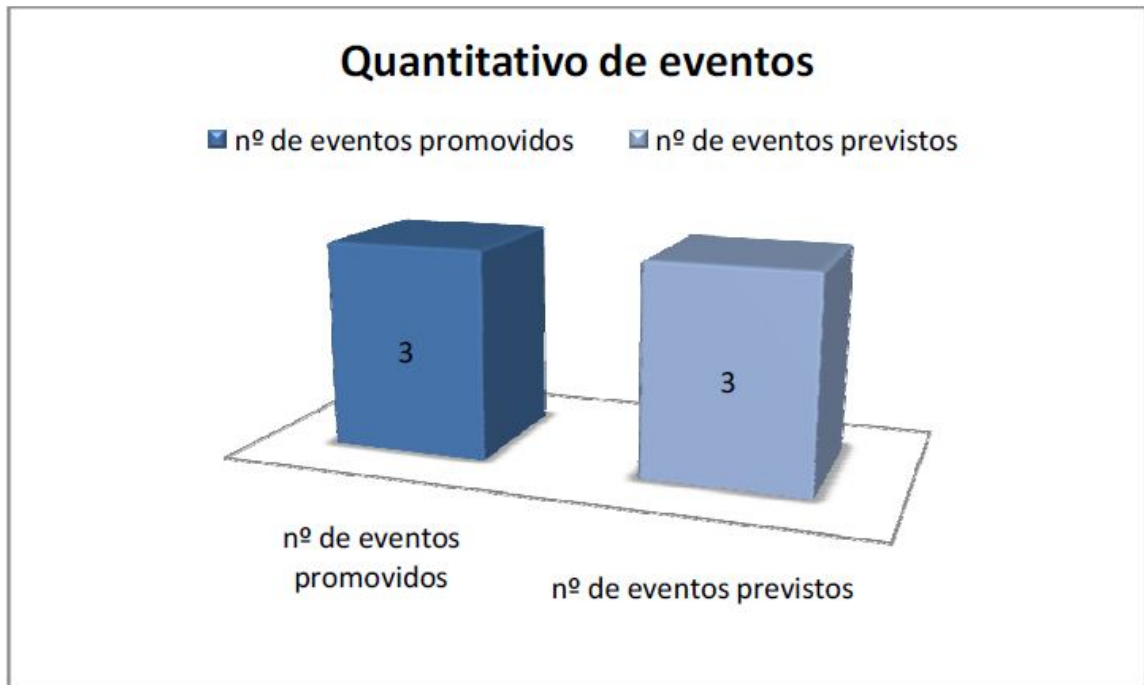 Quantitativo de eventos
nº de eventos promovidos
nº de eventos previstos
3
3
nº de eventos
promovidos
nº de eventos previstos